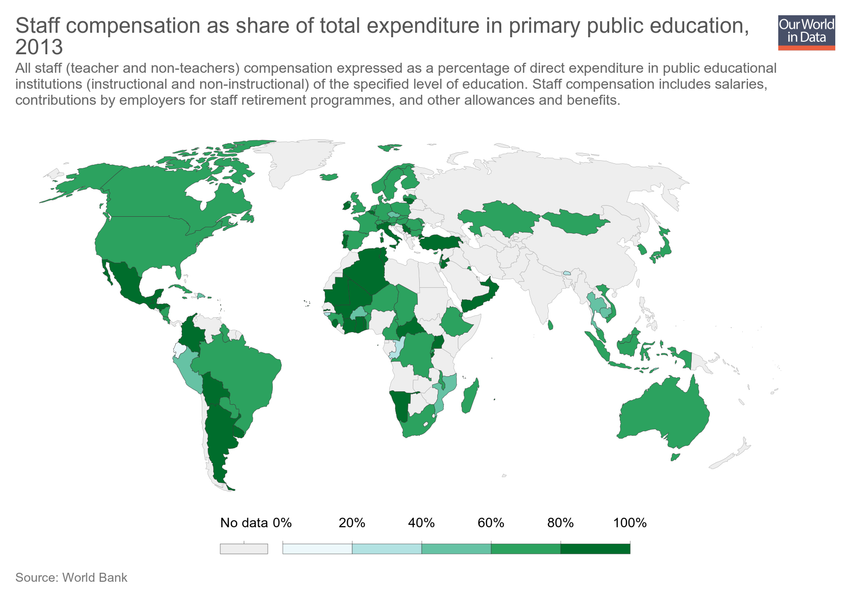 Staff compensation as share of total expenditure in primary public education,
2013
Our World
in Data
All staff (teacher and non-teachers) compensation expressed as a percentage of direct expenditure in public educational
institutions (instructional and non-instructional) of the specified level of education. Staff compensation includes salaries,
contributions by employers for staff retirement programmes, and other allowances and benefits.
No data 0% 20% 40% 60% 80% 100%
Source: World Bank